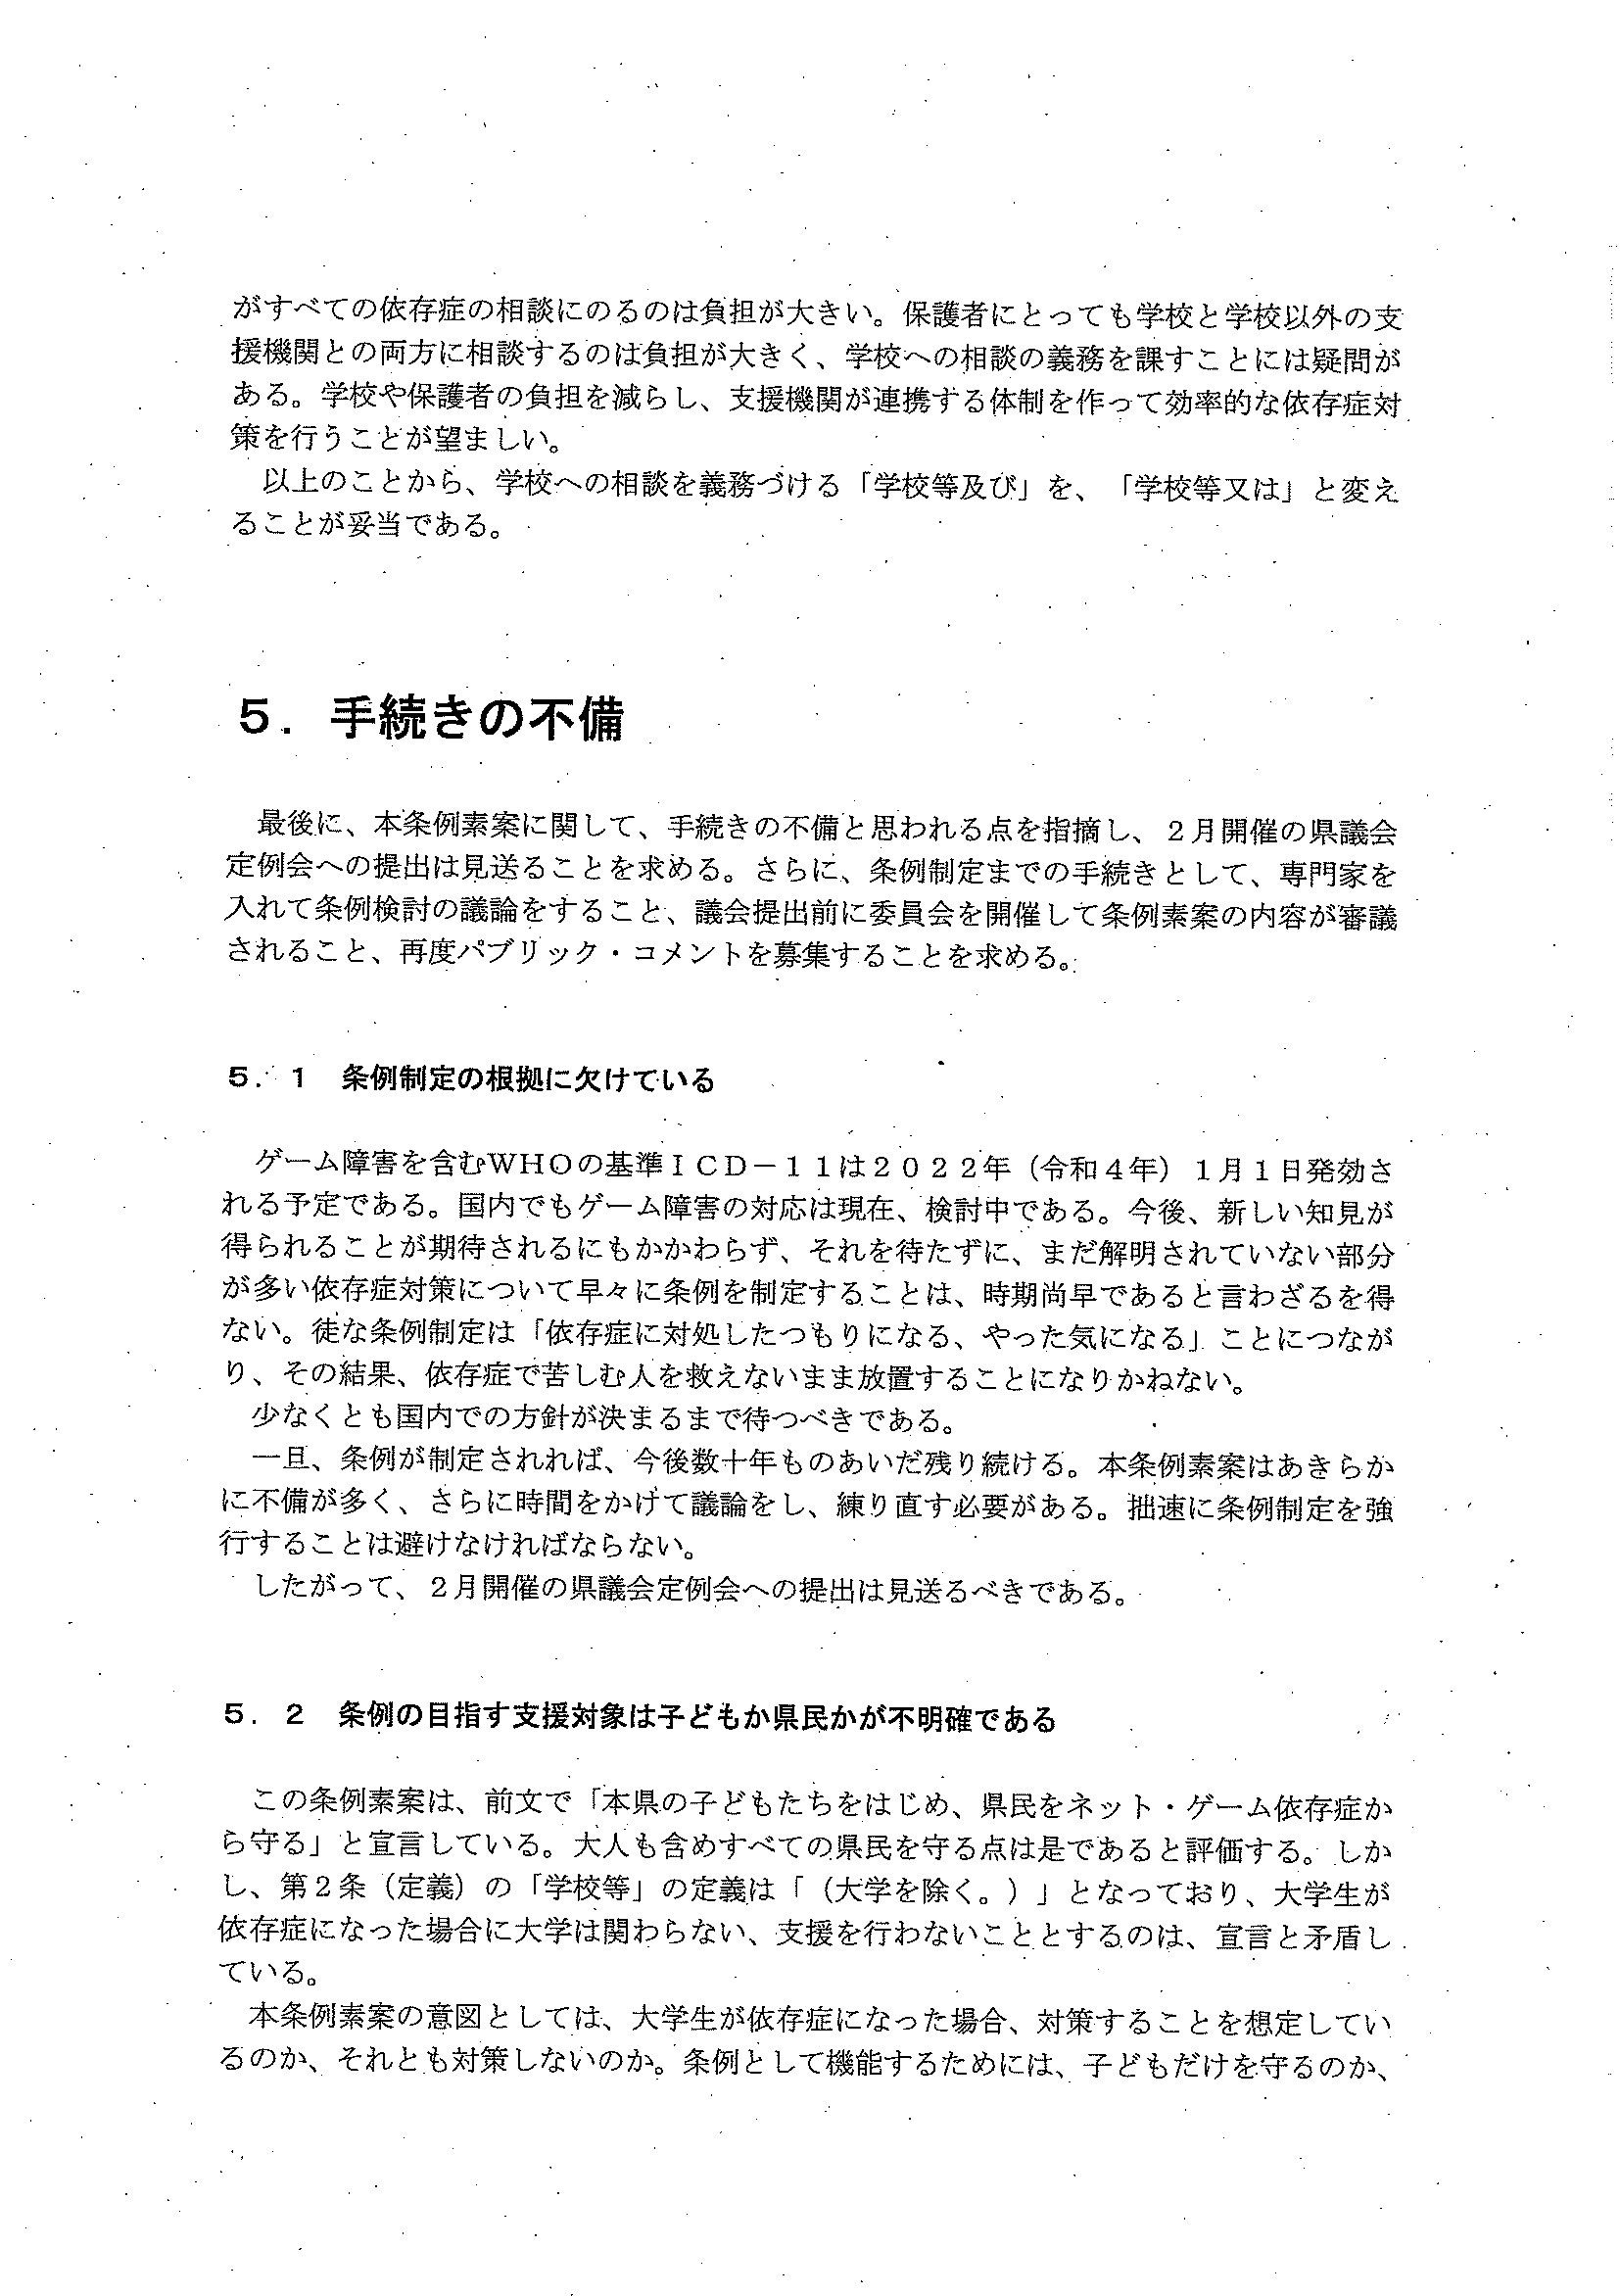 がすべての依存症の相談にのるのは負担が大きい。保護者にとっても学校と学校以外の支
援機関との両方に相談するのは負担が大きく、学校への相談の義務を課すことには疑問が
ある。学校や保護者の負担を減らし、支援機関が連携する体制を作って効率的な依存症対
策を行うことが望ましい。
　以上のことから、学校への相談を義務づける「学校等及び」を、「学校等又は」と変え
ることが妥当である。
５．手続きの不備
　最後に、本条例素案に関して、手続きの不備と思われる点を指摘し、２月開催の県議会
定例会への提出は見送ることを求める。さらに、条例制定までの手続きとして、専門家を
入れて条例検討の議論をすること、議会提出前に委員会を開催して条例素案の内容が審議
されること、再度パブリック・コメントを募集することを求める。
５．１　条例制定の根拠に欠けている
　ゲーム障害を含むＷＨＯの基準ＩＣＤ－１１は２０２２年（令和４年）１月１日発効さ
れる予定である。国内でもゲーム障害の対応は現在、検討中である。今後、新しい知見が
得られることが期待されるにもかかわらず、それを待たずに、まだ解明されていない部分
が多い依存症対策について早々に条例を制定することは、時期尚早であると言わざるを得
ない。徒な条例制定は「依存症に対処したつもりになる、やった気になる」ことにつなが
り、その結果、依存症で苦しむ人を救えないまま放置することになりかねない。
　少なくとも国内での方針が決まるまで待つべきである。
　一旦、条例が制定されれば、今後数十年ものあいだ残り続ける。本条例素案はあきらか
に不備が多く、さらに時間をかけて議論をし、練り直す必要がある。拙速に条例制定を強
行することは避けなければならない。
　したがって、２月開催の県議会定例会への提出は見送るべきである。
５．２　条例の目指す支援対象は子どもか県民かが不明確である
　この条例素案は、前文で「本県の子どもたちをはじめ、県民をネット・ゲーム依存症か
ら守る」と宣言している。大人も含めすべての県民を守る点は是であると評価する。しか
し、第２条（定義）の「学校等」の定義は「（大学を除く。）」となっており、大学生が
依存症になった場合に大学は関わらない、支援を行わないこととするのは、宣言と矛盾し
ている。
　本条例素案の意図としては、大学生が依存症になった場合、対策することを想定してい
るのか、それとも対策しないのか。条例として機能するためには、子どもだけを守るのか、